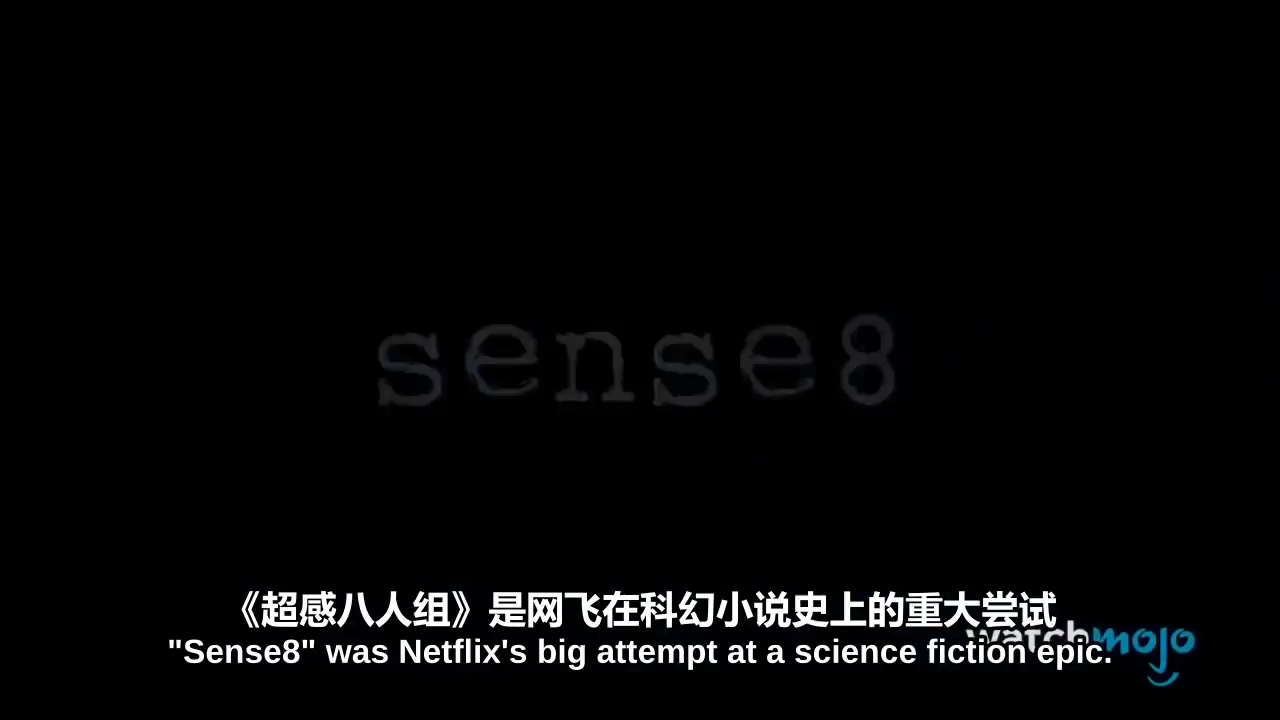 sense8
《超感八人组》是网飞在科幻小说史上的重大尝试
watchmojo
"Sense8" was Netflix's big attempt at a science fiction epic.